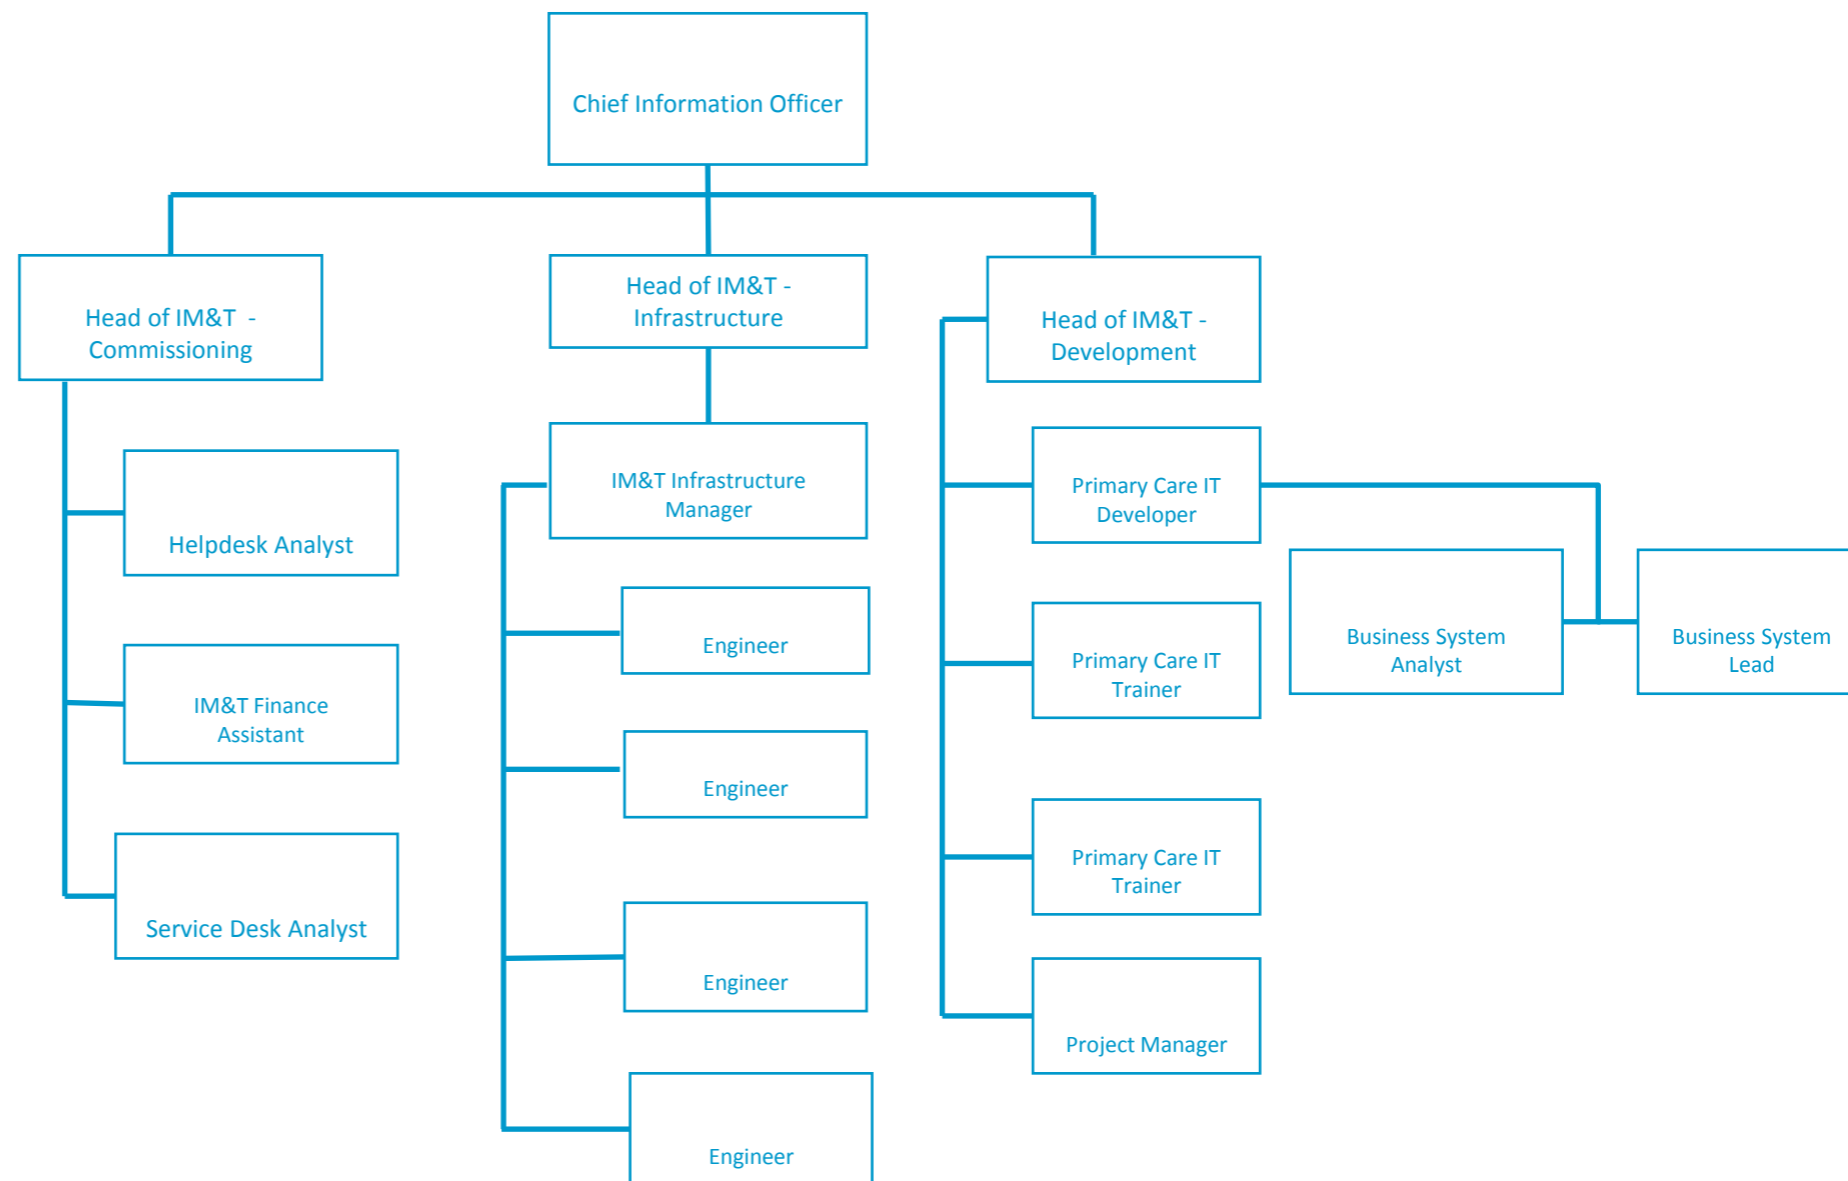 Chief Information Officer
Head of IM&T  -
Commissioning
Head of IM&T -
Infrastructure
Head of IM&T -
Development
Helpdesk Analyst
IM&T Finance
Assistant
Service Desk Analyst
IM&T Infrastructure
Manager
Engineer
Engineer
Engineer
Engineer
Primary Care IT
Developer
Primary Care IT
Trainer
Primary Care IT
Trainer
Project Manager
Business System
Analyst
Business System
Lead